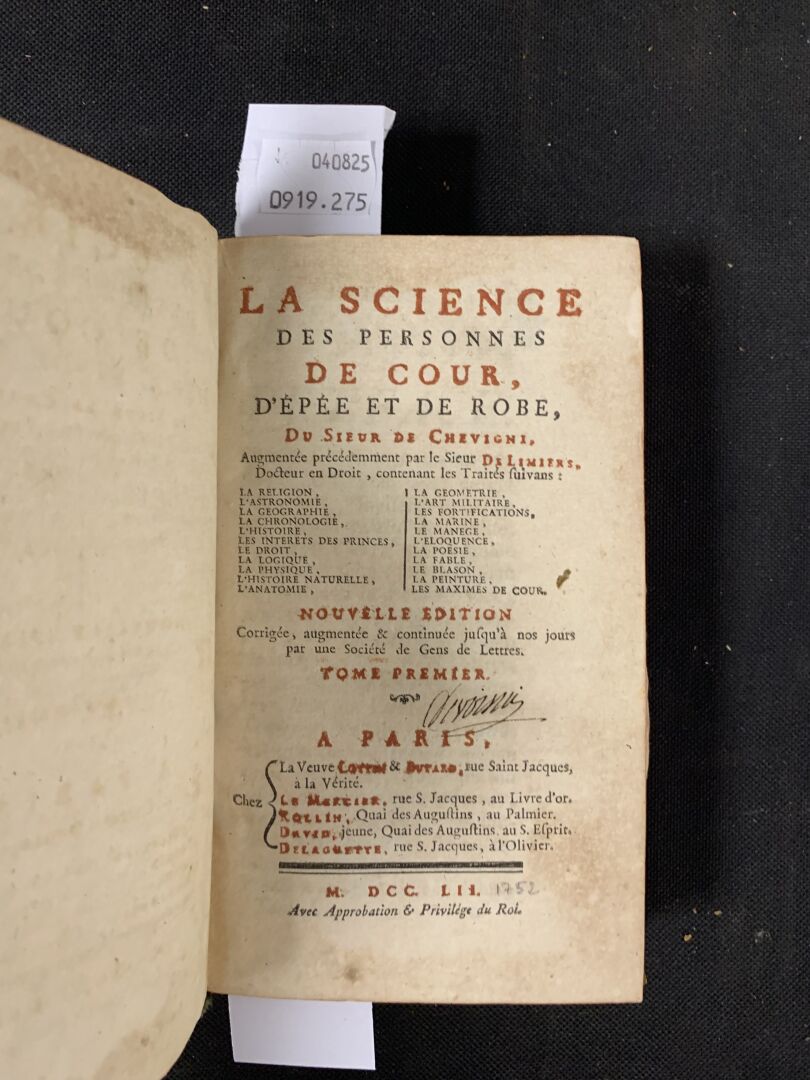 040825
0919.275
LA SCIENCE
DES PERSONNES
DE COUR,
D'ÉPÉE ET DE ROBE,
DU SIEUR DE CHEVIGNI,
Augmentée précédemment par le Sieur DE LIMIERS,
Docteur en Droit, contenant les Traités ſuivans :
LA RELIGION,
L'ASTRONOMIE,
LA GEOGRAPHIE,
LA CHRONOLOGIE,
L'HISTOIRE,
LES INTERETS DES PRINCES,
LE DROIT,
LA LOGIQUE,
LA PHYSIQUE,
L'HISTOIRE NATURELLE,
L'ANATOMIE,
LA GEOMETRIE,
L'ART MILITAIRE,
LES FORTIFICATIONS,
LA MARINE,
LE MANEGE,
L'ELOQUENCE,
LA POESIE,
LA FABLE,
LE BLASON,
LA PEINTURE,
LES MAXIMES DE COUR.
NOUVELLE EDITION
Corrigée, augmentée & continuée juſqu'à nos jours
par une Société de Gens de Lettres.
TOME PREMIER.
A PARIS,
Chez
La Veuve LOTTIN & BUTARD, rue Saint Jacques,
à la Vérité.
LE MERCIER, rue S. Jacques, au Livre d'or.
ROLLIN, Quai des Auguſtins, au Palmier.
DAVID, jeune, Quai des Auguſtins, au S. Eſprit.
DELAGUETTE, rue S. Jacques, à l'Olivier.
M. DCC. LII. 1752
Avec Approbation & Privilége du Roi.